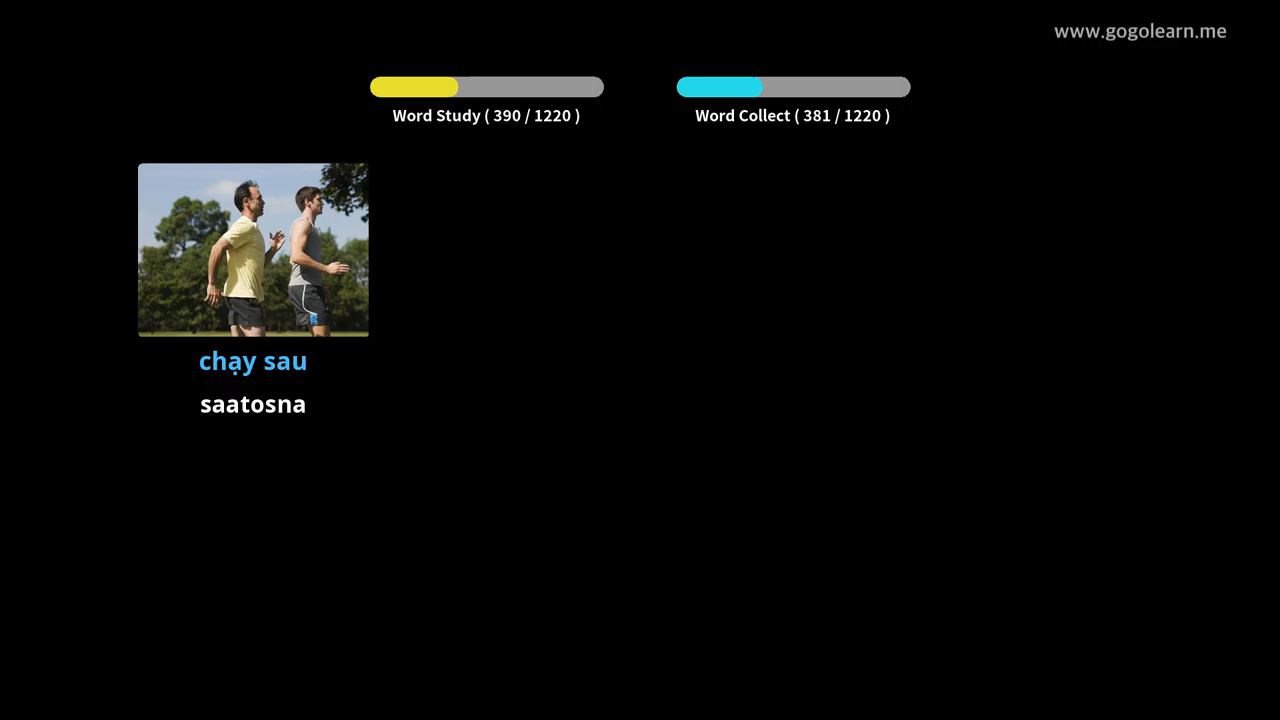 www.gogolearn.me
Word Study ( 390 / 1220 )
Word Collect ( 381 / 1220 )
chạy sau
saatosna